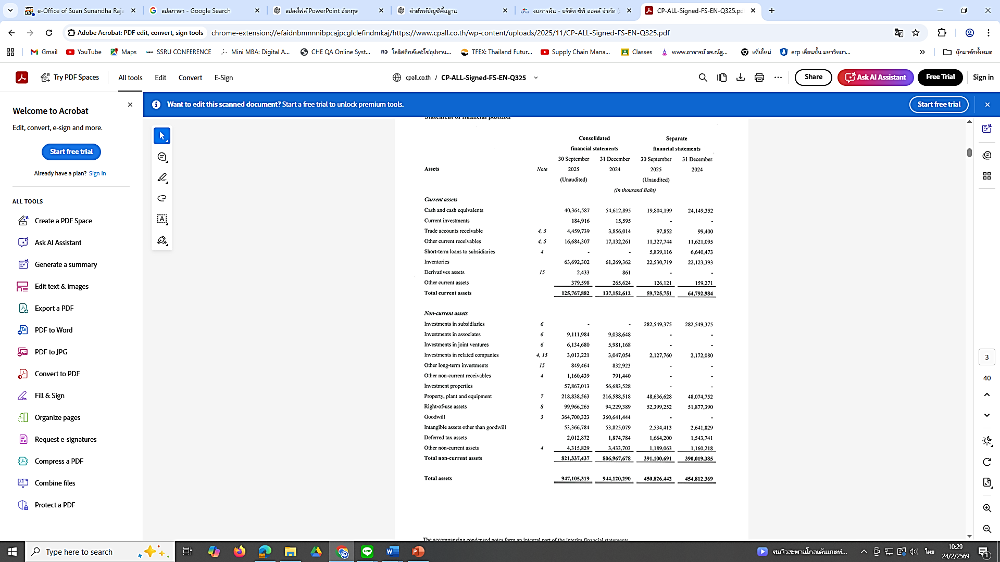 e-Office of Suan Sunandha Raja
แปลภาษา - Google Search
แปลงไฟล์ PowerPoint อังกฤษ
คำศัพท์บัญชีพื้นฐาน
งบการเงิน - บริษัท ซีพี ออลล์ จำกัด (
CP-ALL-Signed-FS-EN-Q325.pd
Adobe Acrobat: PDF edit, convert, sign tools
chrome-extension://efaidnbmnnnibpcajpcglclefindmkaj/https://www.cpall.co.th/wp-content/uploads/2025/11/CP-ALL-Signed-FS-EN-Q325.pdf
Gmail
YouTube
Maps
SSRU CONFERENCE
Mini MBA: Digital A...
CHE QA Online Syst...
โลจิสติกส์และโซ่อุปทาน...
TFEX: Thailand Futur...
Supply Chain Mana...
Classes
www.อาจารย์ ดร.ณัฐ...
แท็บใหม่
erp เลื่อนขั้น มหาวิทยา...
บุ๊กมาร์กทั้งหมด
Try PDF Spaces
All tools
Edit
Convert
E-Sign
cpall.co.th / CP-ALL-Signed-FS-EN-Q325
Share
Ask AI Assistant
Free Trial
Sign in
Want to edit this scanned document? Start a free trial to unlock premium tools.
Start free trial
Welcome to Acrobat
Edit, convert, e-sign and more.
Start free trial
Already have a plan? Sign in
ALL TOOLS
Create a PDF Space
Ask AI Assistant
Generate a summary
Edit text & images
Export a PDF
PDF to Word
PDF to JPG
Convert to PDF
Fill & Sign
Organize pages
Request e-signatures
Compress a PDF
Combine files
Protect a PDF
Statement of financial position
Consolidated Separate
financial statements financial statements
30 September 31 December 30 September 31 December
Assets Note 2025 2024 2025 2024
(Unaudited) (Unaudited)
(in thousand Baht)
Current assets
Cash and cash equivalents 40,364,587 54,612,895 19,804,199 24,149,352
Current investments 184,916 15,595 - -
Trade accounts receivable 4, 5 4,459,739 3,856,014 97,852 99,400
Other current receivables 4, 5 16,684,307 17,132,261 11,327,744 11,621,095
Short-term loans to subsidiaries 4 - - 5,839,116 6,640,473
Inventories 63,692,302 61,269,362 22,530,719 22,123,393
Derivatives assets 15 2,433 861 - -
Other current assets 379,598 265,624 126,121 159,271
Total current assets 125,767,882 137,152,612 59,725,751 64,792,984
Non-current assets
Investments in subsidiaries 6 - - 282,549,375 282,549,375
Investments in associates 6 9,111,984 9,038,648 - -
Investments in joint ventures 6 6,134,680 5,981,168 - -
Investments in related companies 4, 15 3,013,221 3,047,054 2,127,760 2,172,080
Other long-term investments 15 849,464 832,923 - -
Other non-current receivables 4 1,160,439 791,440 - -
Investment properties 57,867,013 56,683,528 - -
Property, plant and equipment 7 218,838,563 216,588,518 48,636,628 48,074,752
Right-of-use assets 8 99,966,265 94,229,389 52,399,252 51,877,390
Goodwill 3 364,700,323 360,641,444 - -
Intangible assets other than goodwill 53,366,784 53,825,079 2,534,413 2,641,829
Deferred tax assets 2,012,872 1,874,784 1,664,200 1,543,741
Other non-current assets 4 4,315,829 3,433,703 1,189,063 1,160,218
Total non-current assets 821,337,437 806,967,678 391,100,691 390,019,385
Total assets 947,105,319 944,120,290 450,826,442 454,812,369
The accompanying condensed notes form an integral part of the interim financial statements.
3
40
Type here to search
ชมวิวสะพานโกลเด้นเกตท่...
ไทย
10:29
24/2/2569
1